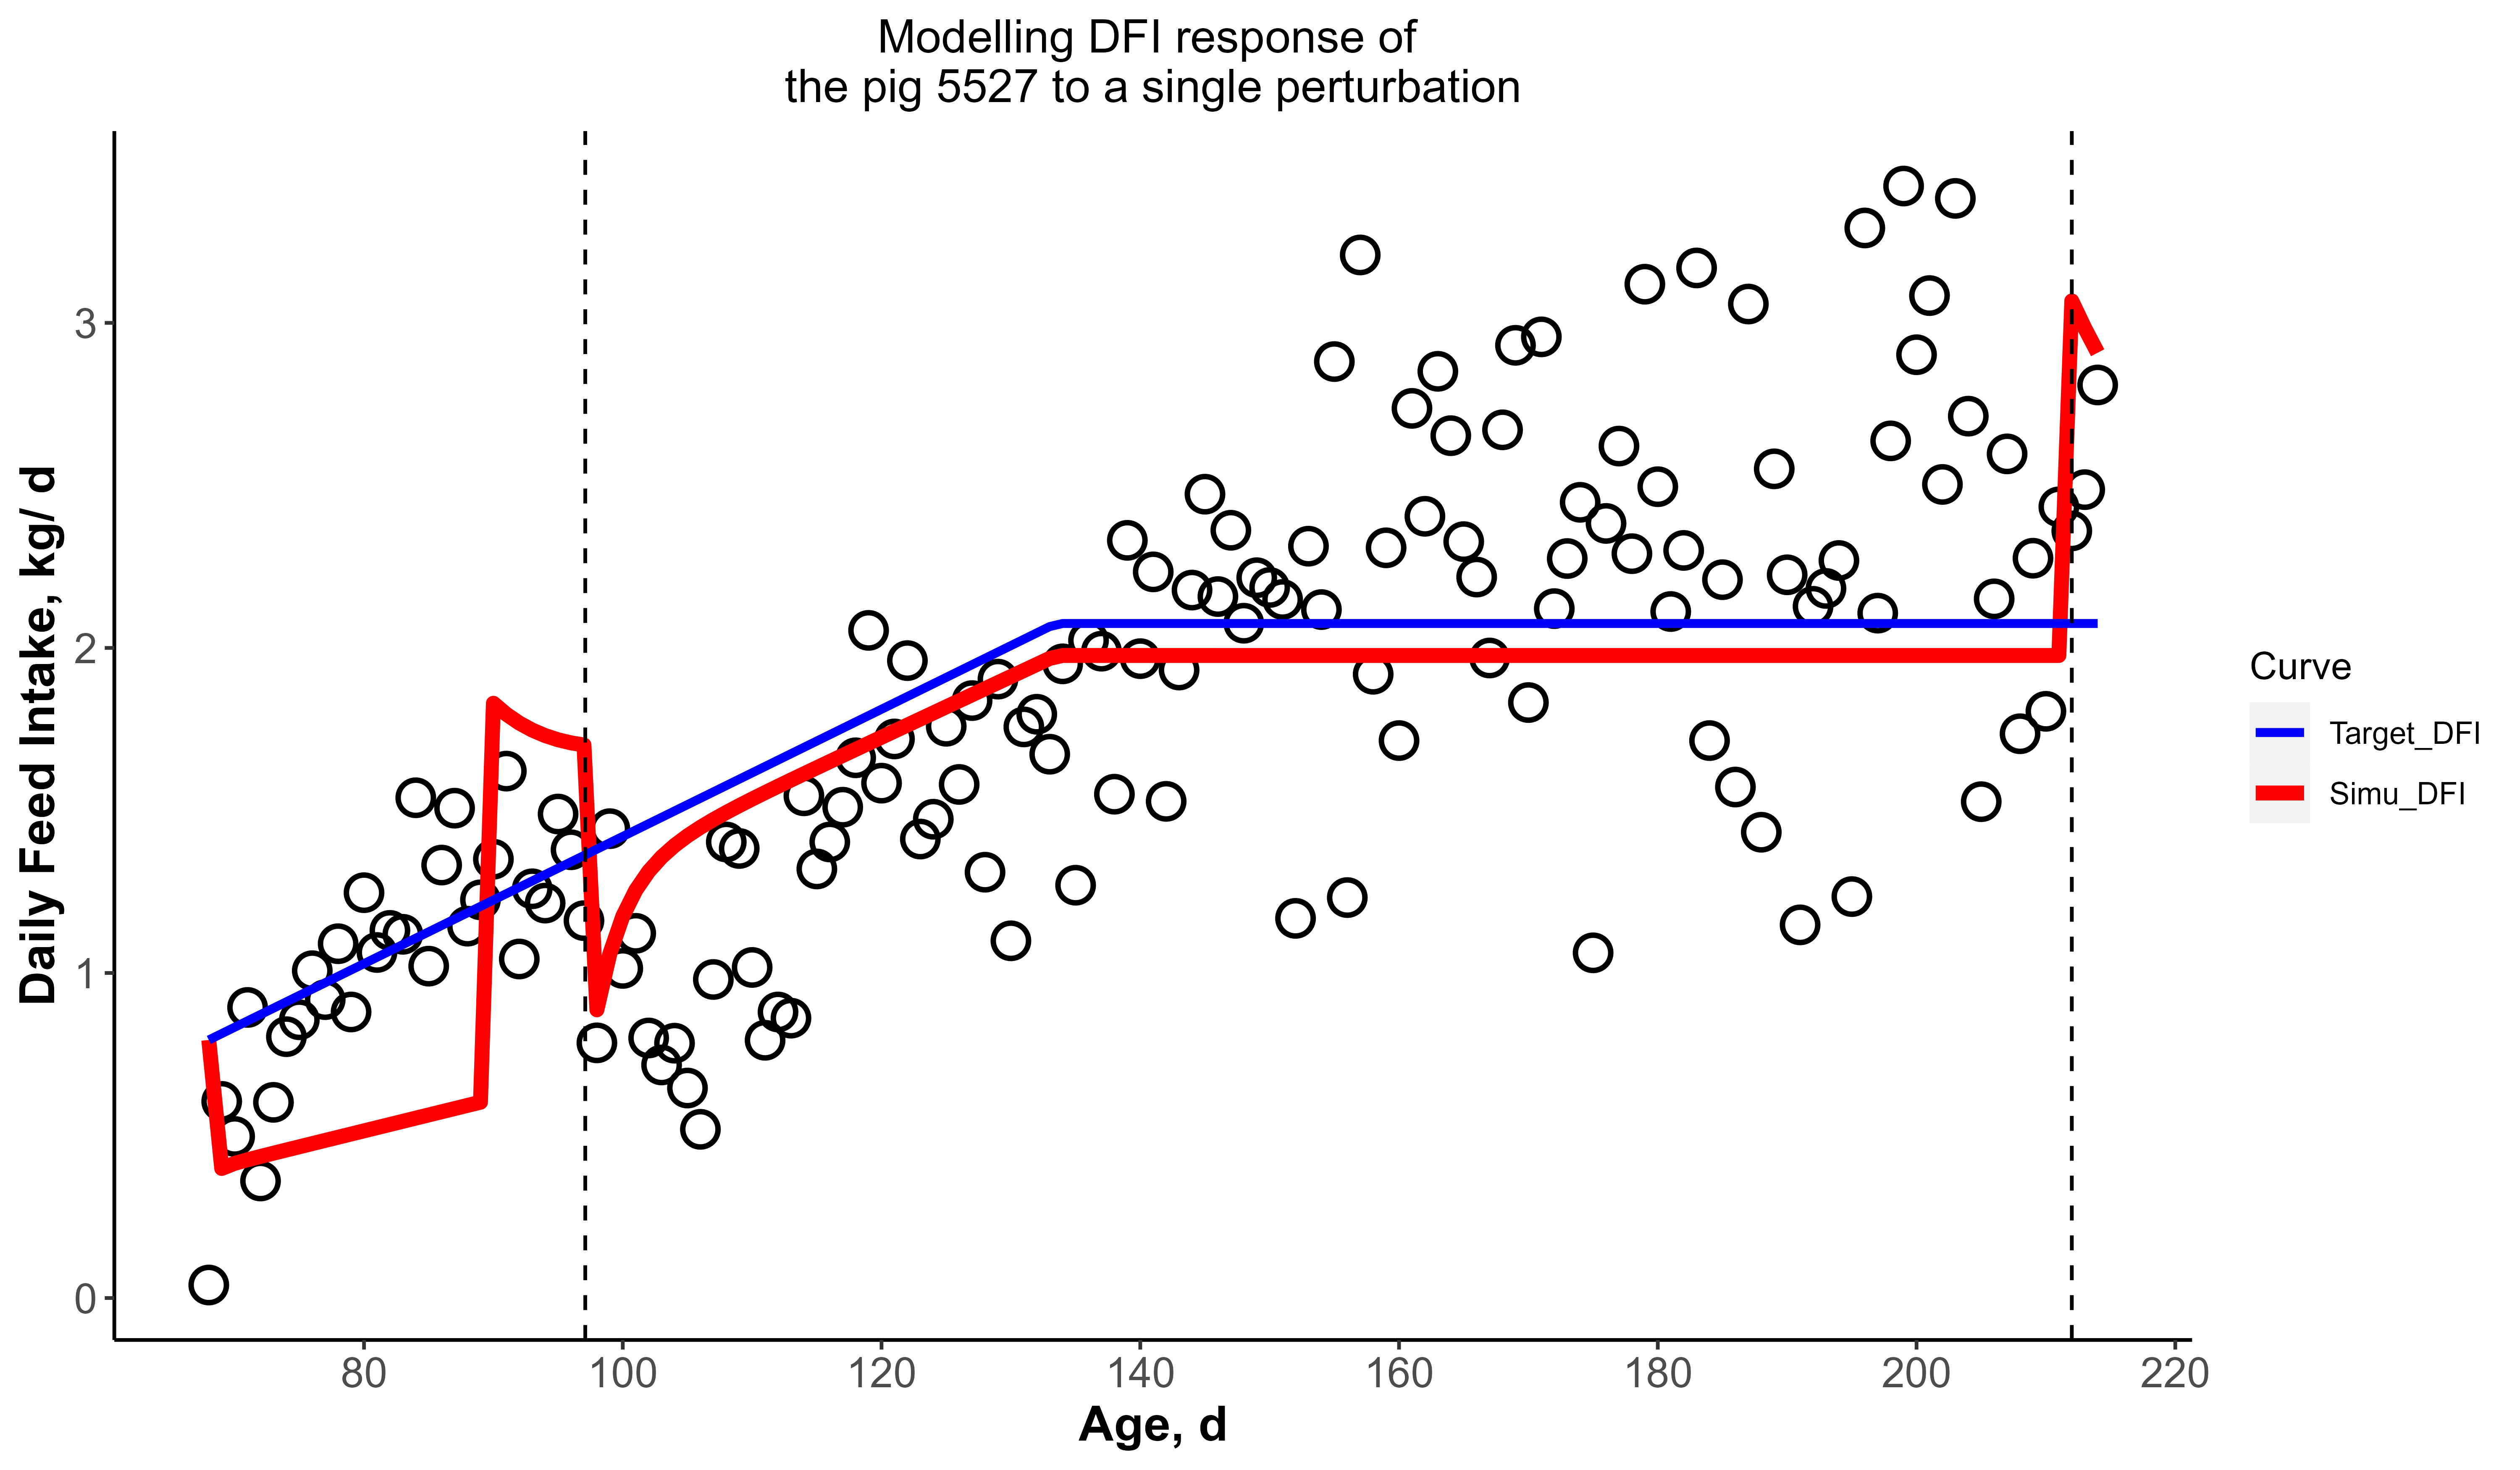 Modelling DFI response of
the pig 5527 to a single perturbation
Daily Feed Intake, kg/ d
3
2
1
0
80
100
120
140
160
180
200
220
Age, d
Curve
Target_DFI
Simu_DFI